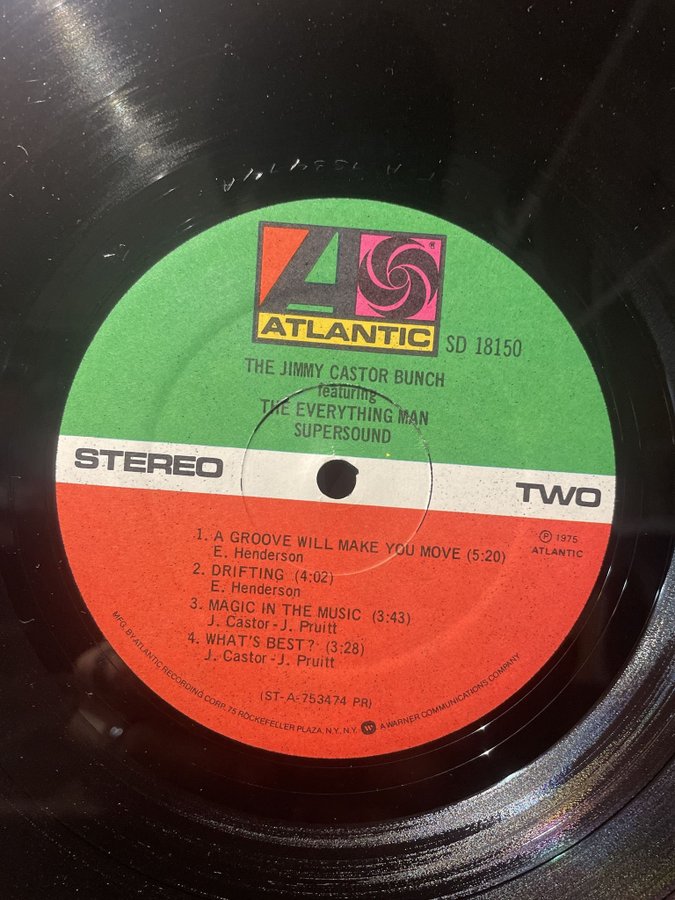 ATLANTIC
SD 18150
THE JIMMY CASTOR BUNCH
featuring
THE EVERYTHING MAN
SUPERSOUND
STEREO
TWO
℗ 1975
ATLANTIC
1. A GROOVE WILL MAKE YOU MOVE (5:20)
E. Henderson
2. DRIFTING (4:02)
E. Henderson
3. MAGIC IN THE MUSIC (3:43)
J. Castor - J. Pruitt
4. WHAT'S BEST? (3:28)
J. Castor - J. Pruitt
(ST-A-753474 PR)
MFG. BY ATLANTIC RECORDING CORP. 75 ROCKEFELLER PLAZA, N.Y., N.Y. A WARNER COMMUNICATIONS COMPANY